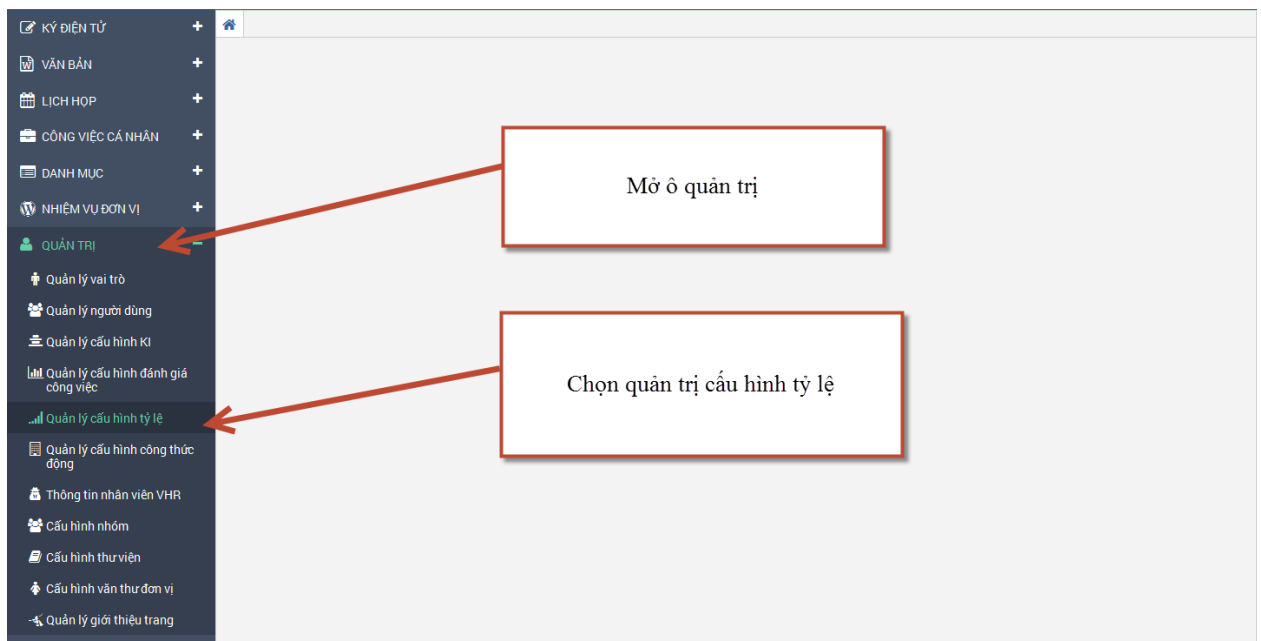 KÝ ĐIỆN TỬ
VĂN BẢN
LỊCH HỌP
CÔNG VIỆC CÁ NHÂN
DANH MỤC
NHIỆM VỤ ĐƠN VỊ
QUẢN TRỊ
Quản lý vai trò
Quản lý người dùng
Quản lý cấu hình KI
Quản lý cấu hình đánh giá
công việc
Quản lý cấu hình tỷ lệ
Quản lý cấu hình công thức
động
Thông tin nhân viên VHR
Cấu hình nhóm
Cấu hình thư viện
Cấu hình văn thư đơn vị
Quản lý giới thiệu trang
Mở ô quản trị
Chọn quản trị cấu hình tỷ lệ